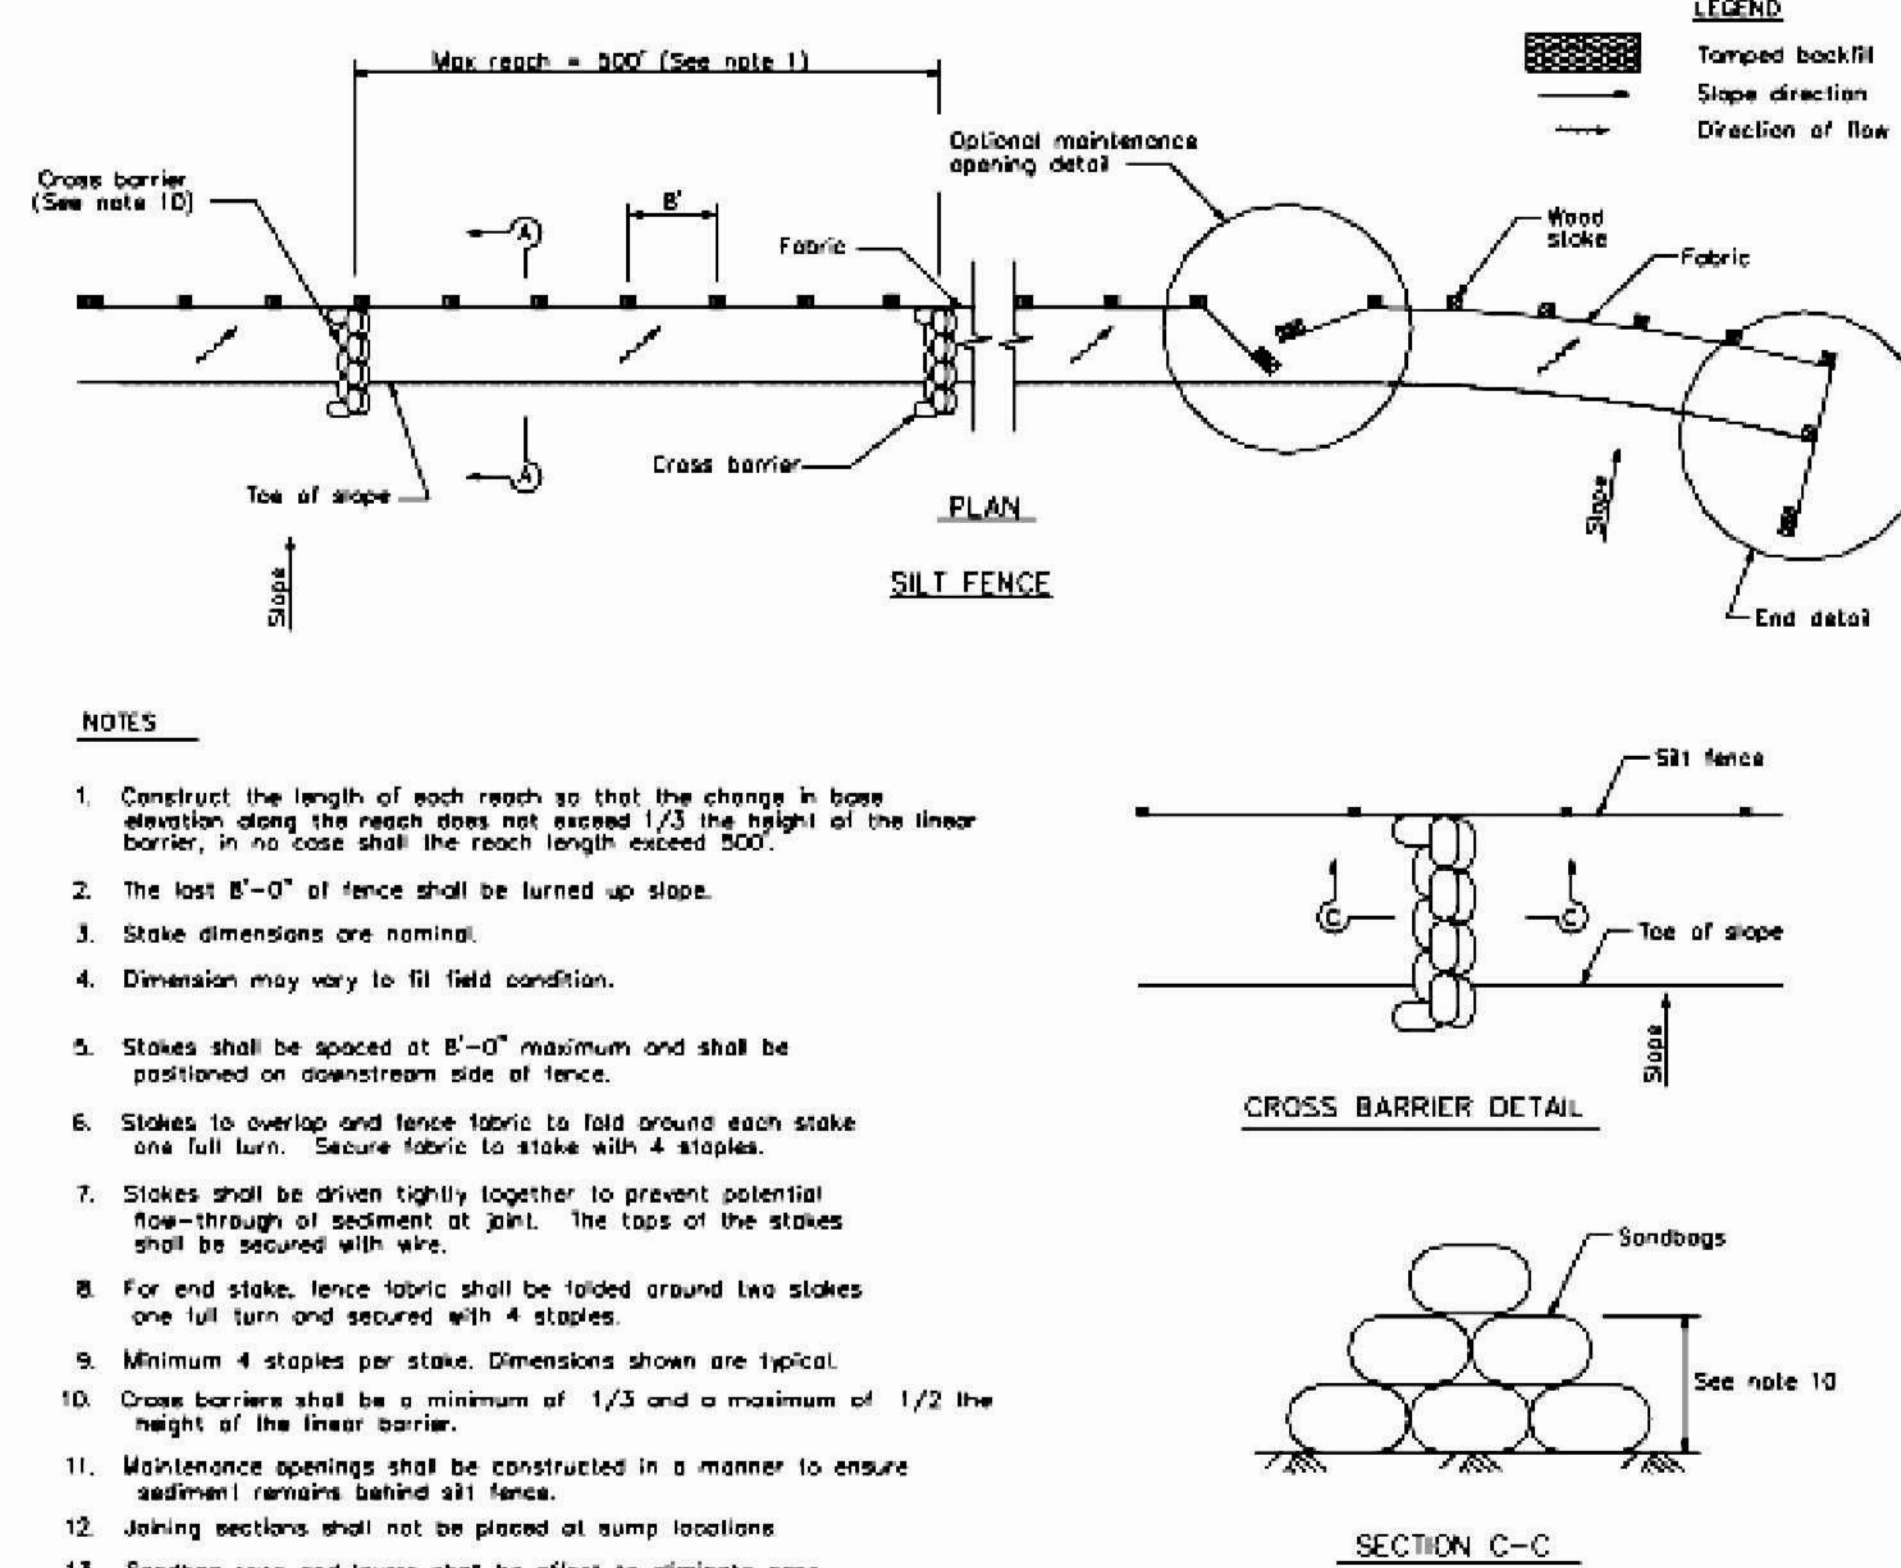 LEGEND
Tamped backfill
Slope direction
Direction of flow
Max reach = 500' (See note 1)
Optional maintenance
opening detail
Cross barrier
(See note 10)
8'
A
Fabric
Wood
stake
Fabric
Cross barrier
A
Toe of slope
PLAN
Slope
Slope
SILT FENCE
End detail
NOTES
1. Construct the length of each reach so that the change in base
elevation along the reach does not exceed 1/3 the height of the linear
barrier, in no case shall the reach length exceed 500'.
2. The last 8'-0" of fence shall be turned up slope.
3. Stake dimensions are nominal.
4. Dimension may vary to fit field condition.
5. Stakes shall be spaced at 8'-0" maximum and shall be
positioned on downstream side of fence.
6. Stakes to overlap and fence fabric to fold around each stake
one full turn. Secure fabric to stake with 4 staples.
7. Stakes shall be driven tightly together to prevent potential
flow-through of sediment at joint. The tops of the stakes
shall be secured with wire.
8. For end stake, fence fabric shall be folded around two stakes
one full turn and secured with 4 staples.
9. Minimum 4 staples per stake. Dimensions shown are typical.
10. Cross barriers shall be a minimum of 1/3 and a maximum of 1/2 the
height of the linear barrier.
11. Maintenance openings shall be constructed in a manner to ensure
sediment remains behind silt fence.
12. Joining sections shall not be placed at sump locations
Silt fence
C
C
Toe of slope
Slope
CROSS BARRIER DETAIL
Sandbags
See note 10
SECTION C-C